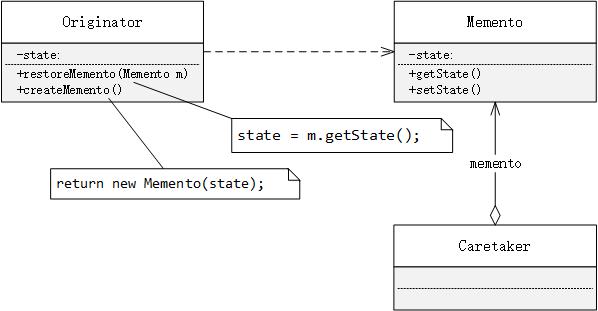 Originator
-state:
+restoreMemento(Memento m)
+createMemento()
Memento
-state:
+getState()
+setState()
state = m.getState();
return new Memento(state);
memento
Caretaker